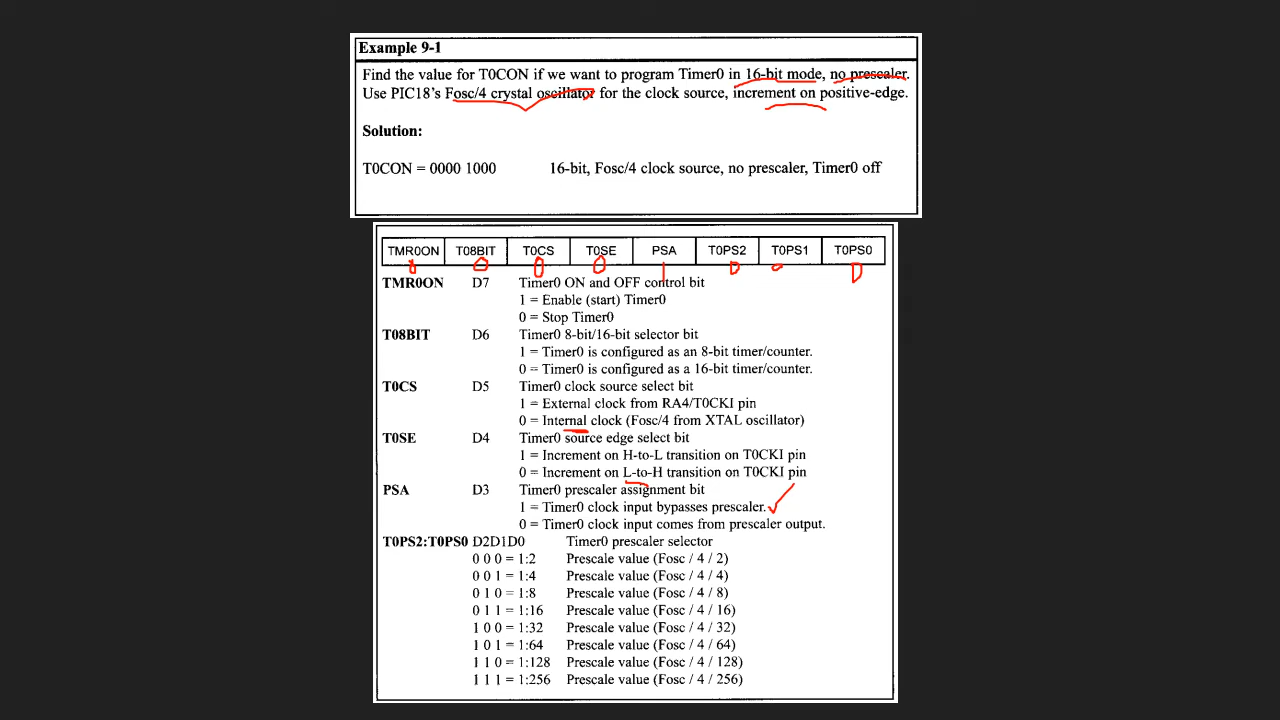 Example 9-1
Find the value for T0CON if we want to program Timer0 in 16-bit mode, no prescaler.
Use PIC18's Fosc/4 crystal oscillator for the clock source, increment on positive-edge.
Solution:
T0CON = 0000 1000 16-bit, Fosc/4 clock source, no prescaler, Timer0 off
TMR0ON T08BIT T0CS T0SE PSA T0PS2 T0PS1 T0PS0
0 0 0 0 1 0 0 0
TMR0ON D7 Timer0 ON and OFF control bit
1 = Enable (start) Timer0
0 = Stop Timer0
T08BIT D6 Timer0 8-bit/16-bit selector bit
1 = Timer0 is configured as an 8-bit timer/counter.
0 = Timer0 is configured as a 16-bit timer/counter.
T0CS D5 Timer0 clock source select bit
1 = External clock from RA4/T0CKI pin
0 = Internal clock (Fosc/4 from XTAL oscillator)
T0SE D4 Timer0 source edge select bit
1 = Increment on H-to-L transition on T0CKI pin
0 = Increment on L-to-H transition on T0CKI pin
PSA D3 Timer0 prescaler assignment bit
1 = Timer0 clock input bypasses prescaler.
0 = Timer0 clock input comes from prescaler output.
T0PS2:T0PS0 D2D1D0 Timer0 prescaler selector
0 0 0 = 1:2 Prescale value (Fosc / 4 / 2)
0 0 1 = 1:4 Prescale value (Fosc / 4 / 4)
0 1 0 = 1:8 Prescale value (Fosc / 4 / 8)
0 1 1 = 1:16 Prescale value (Fosc / 4 / 16)
1 0 0 = 1:32 Prescale value (Fosc / 4 / 32)
1 0 1 = 1:64 Prescale value (Fosc / 4 / 64)
1 1 0 = 1:128 Prescale value (Fosc / 4 / 128)
1 1 1 = 1:256 Prescale value (Fosc / 4 / 256)